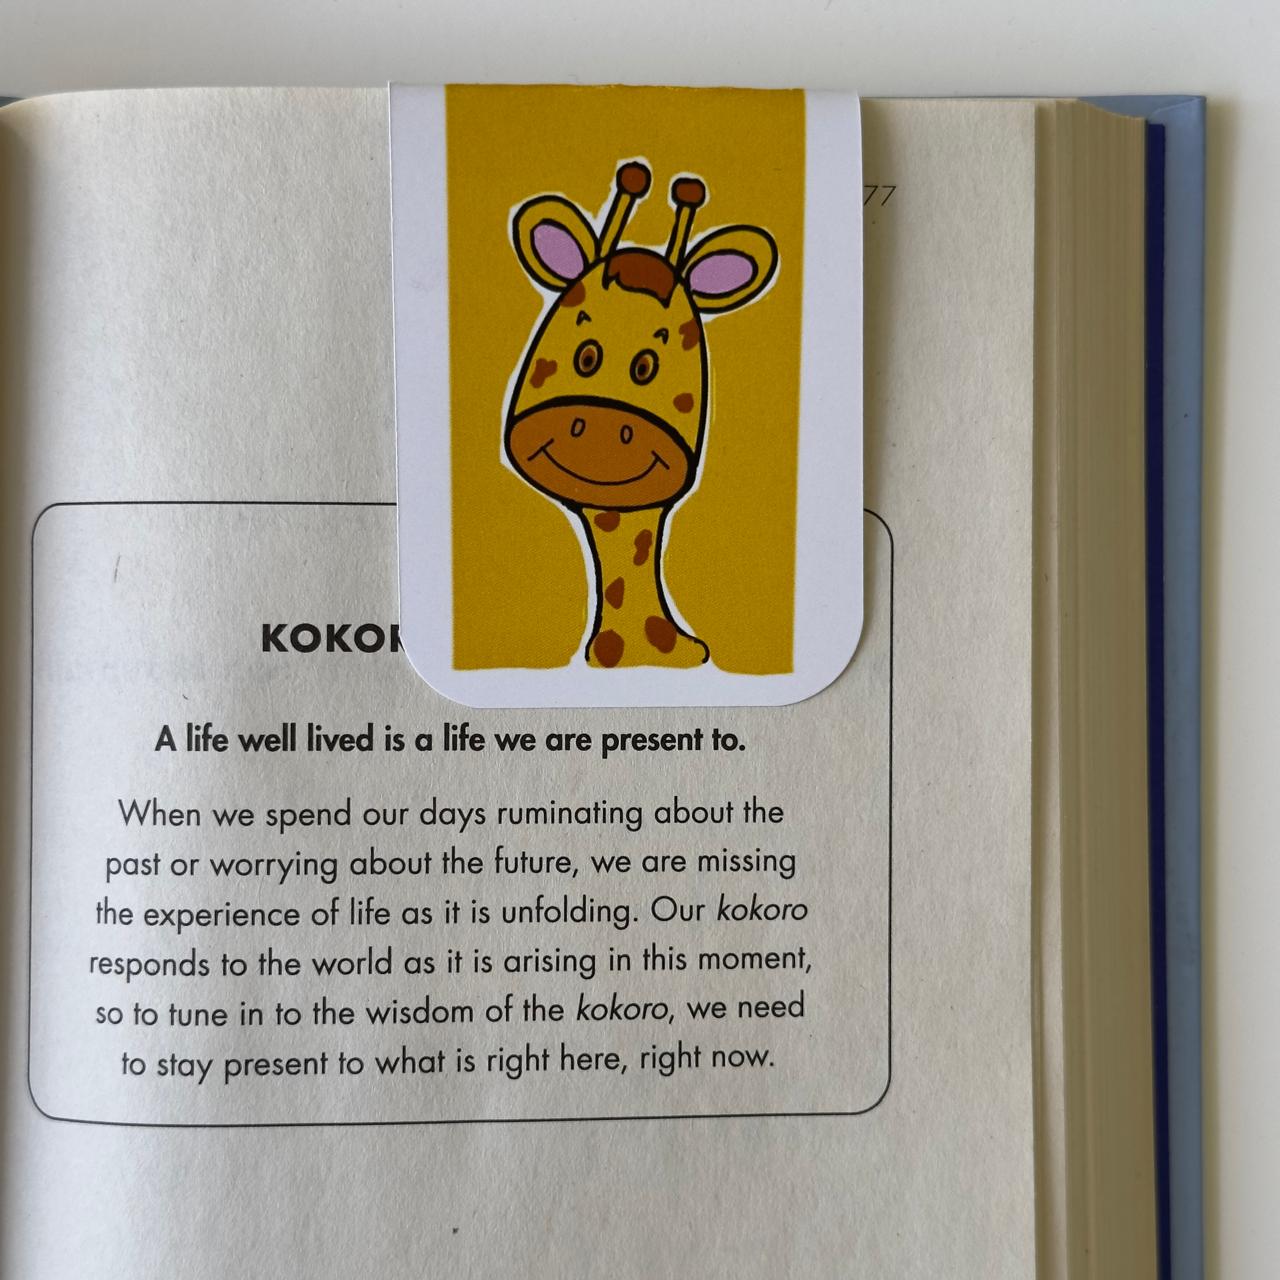 77
A life well lived is a life we are present to.
When we spend our days ruminating about the
past or worrying about the future, we are missing
the experience of life as it is unfolding. Our kokoro
responds to the world as it is arising in this moment,
so to tune in to the wisdom of the kokoro, we need
to stay present to what is right here, right now.